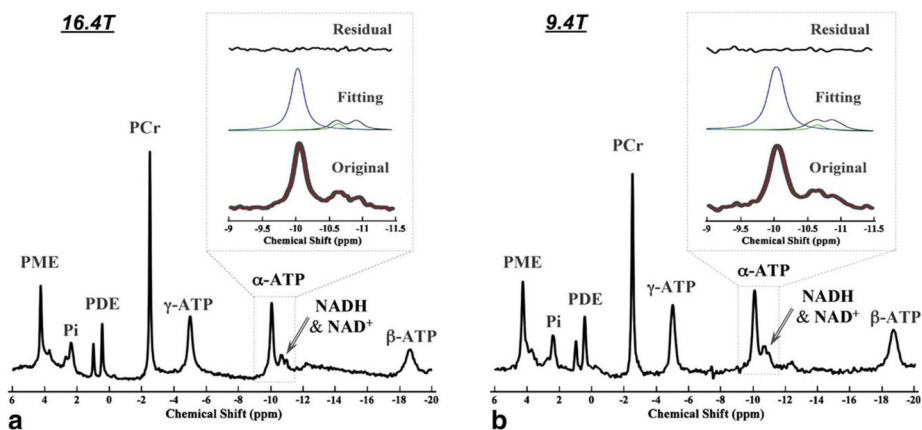 16.4T
Residual
Fitting
Original
-9 -9.5 -10 -10.5 -11 -11.5
Chemical Shift (ppm)
PCr
PME
Pi
PDE
γ-ATP
α-ATP
NADH
& NAD⁺
β-ATP
6 4 2 0 -2 -4 -6 -8 -10 -12 -14 -16 -18 -20
Chemical Shift (ppm)
a
9.4T
Residual
Fitting
Original
-9 -9.5 -10 -10.5 -11 -11.5
Chemical Shift (ppm)
PCr
PME
Pi
PDE
γ-ATP
α-ATP
NADH
& NAD⁺
β-ATP
6 4 2 0 -2 -4 -6 -8 -10 -12 -14 -16 -18 -20
Chemical Shift (ppm)
b